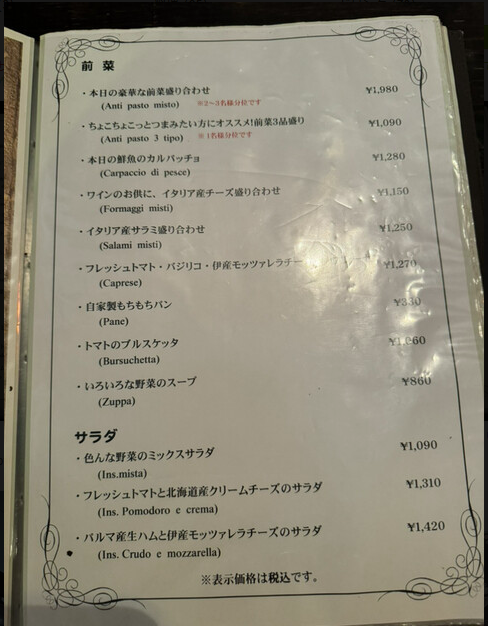 前菜
・本日の豪華な前菜盛り合わせ ¥1,980
(Anti pasto misto) ※2~3名様分位です
・ちょこちょこっとつまみたい方にオススメ!前菜3品盛り ¥1,090
(Anti pasto 3 tipo) ※1名様分位です
・本日の鮮魚のカルパッチョ ¥1,280
(Carpaccio di pesce)
・ワインのお供に、イタリア産チーズ盛り合わせ ¥1,150
(Formaggi misti)
・イタリア産サラミ盛り合わせ ¥1,250
(Salami misti)
・フレッシュトマト・バジリコ・伊産モッツァレラチー ¥1,270
(Caprese)
・自家製もちもちパン ¥330
(Pane)
・トマトのブルスケッタ
(Bursuchetta)
・いろいろな野菜のスープ ¥860
(Zuppa)
サラダ
・色んな野菜のミックスサラダ ¥1,090
(Ins.mista)
・フレッシュトマトと北海道産クリームチーズのサラダ ¥1,310
(Ins. Pomodoro e crema)
・パルマ産生ハムと伊産モッツァレラチーズのサラダ ¥1,420
(Ins. Crudo e mozzarella)
※表示価格は税込です。